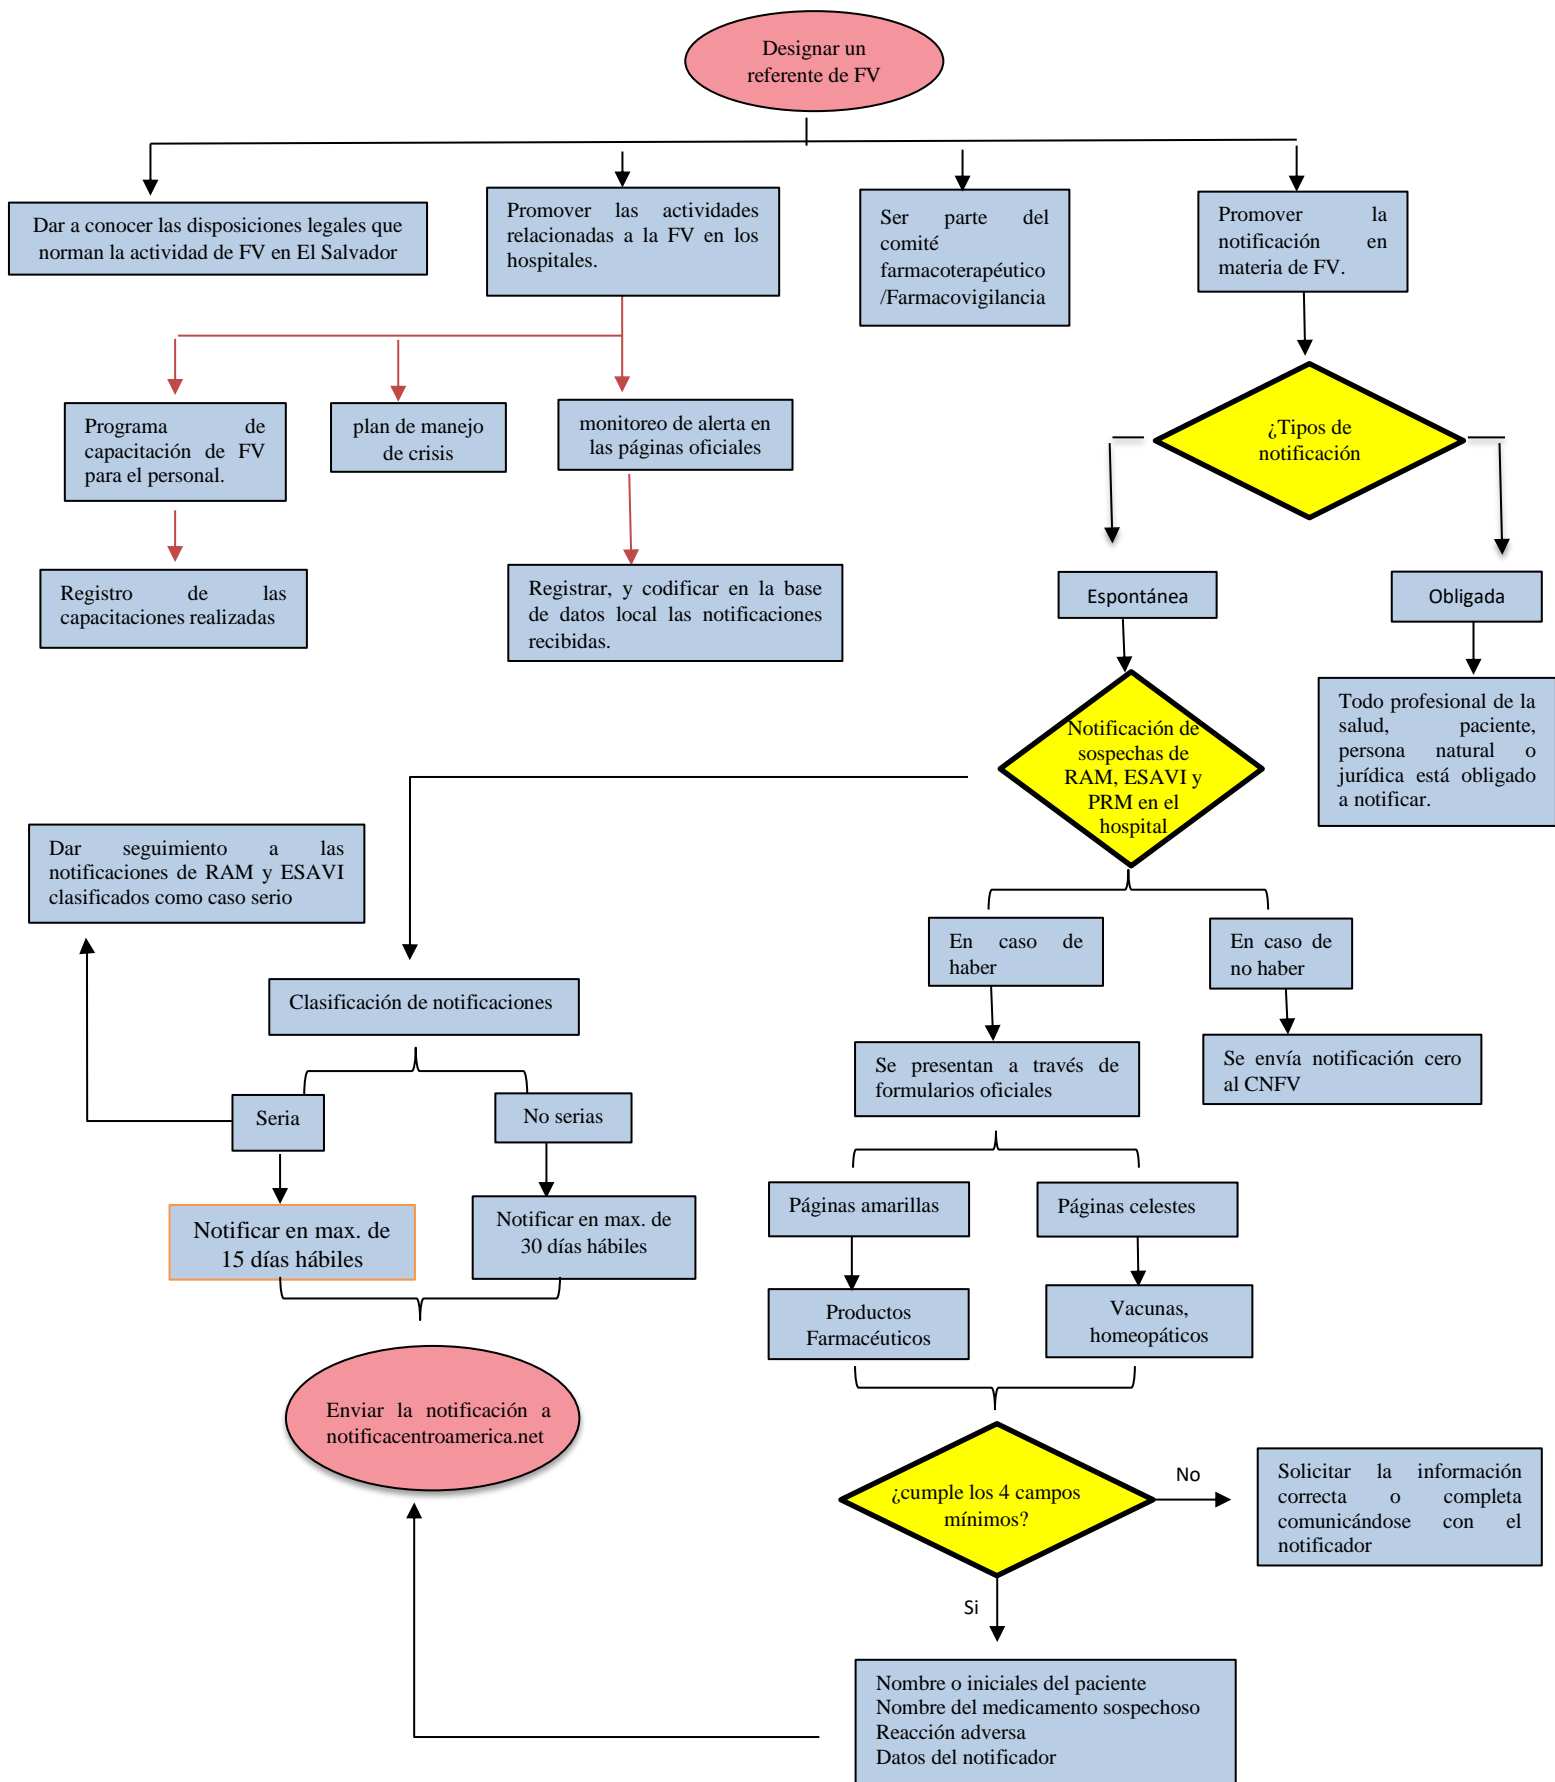 Designar un
referente de FV
Dar a conocer las disposiciones legales que
norman la actividad de FV en El Salvador
Promover las actividades
relacionadas a la FV en los
hospitales.
Ser parte del
comité
farmacoterapéutico
/Farmacovigilancia
Promover la
notificación en
materia de FV.
Programa de
capacitación de FV
para el personal.
plan de manejo
de crisis
monitoreo de alerta en
las páginas oficiales
¿Tipos de
notificación
Registro de las
capacitaciones realizadas
Registrar, y codificar en la base
de datos local las notificaciones
recibidas.
Espontánea
Obligada
Notificación de
sospechas de
RAM, ESAVI y
PRM en el
hospital
Todo profesional de la
salud, paciente,
persona natural o
jurídica está obligado
a notificar.
Dar seguimiento a las
notificaciones de RAM y ESAVI
clasificados como caso serio
En caso de
haber
En caso de
no haber
Clasificación de notificaciones
Se presentan a través de
formularios oficiales
Se envía notificación cero
al CNFV
Seria
No serias
Páginas amarillas
Páginas celestes
Notificar en max. de
15 días hábiles
Notificar en max. de
30 días hábiles
Productos
Farmacéuticos
Vacunas,
homeopáticos
Enviar la notificación a
notificacentroamerica.net
¿cumple los 4 campos
mínimos?
No
Solicitar la información
correcta o completa
comunicándose con el
notificador
Si
Nombre o iniciales del paciente
Nombre del medicamento sospechoso
Reacción adversa
Datos del notificador